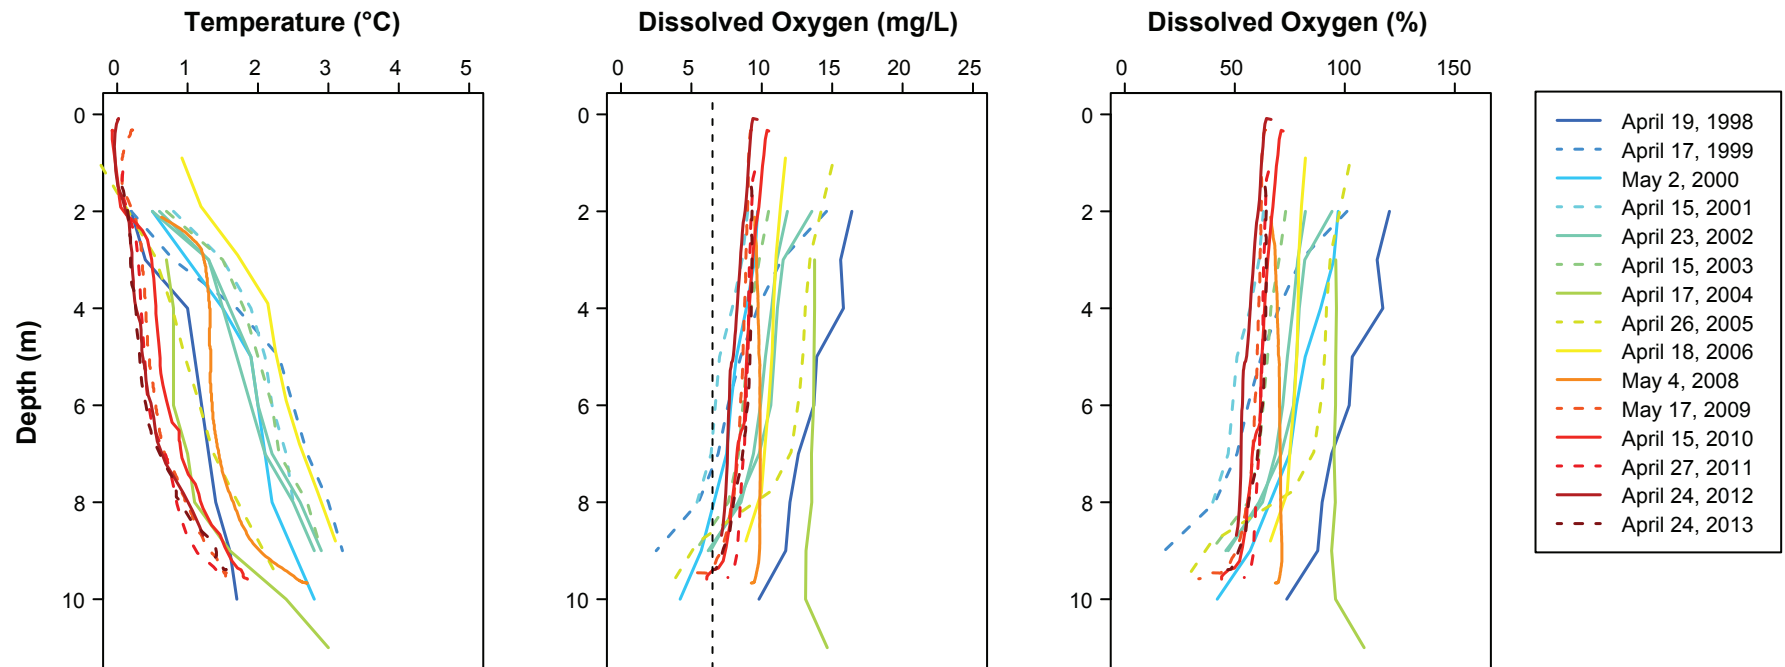 Temperature (°C)
Dissolved Oxygen (mg/L)
Dissolved Oxygen (%)
0 1 2 3 4 5
0 5 10 15 20 25
0 50 100 150
Depth (m)
0
2
4
6
8
10
0
2
4
6
8
10
0
2
4
6
8
10
April 19, 1998
April 17, 1999
May 2, 2000
April 15, 2001
April 23, 2002
April 15, 2003
April 17, 2004
April 26, 2005
April 18, 2006
May 4, 2008
May 17, 2009
April 15, 2010
April 27, 2011
April 24, 2012
April 24, 2013